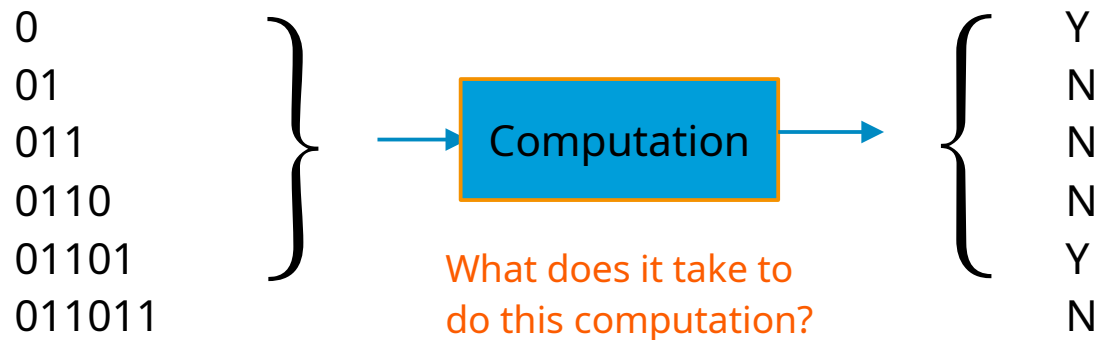 0
01
011
0110
01101
011011
Computation
What does it take to
do this computation?
Y
N
N
N
Y
N